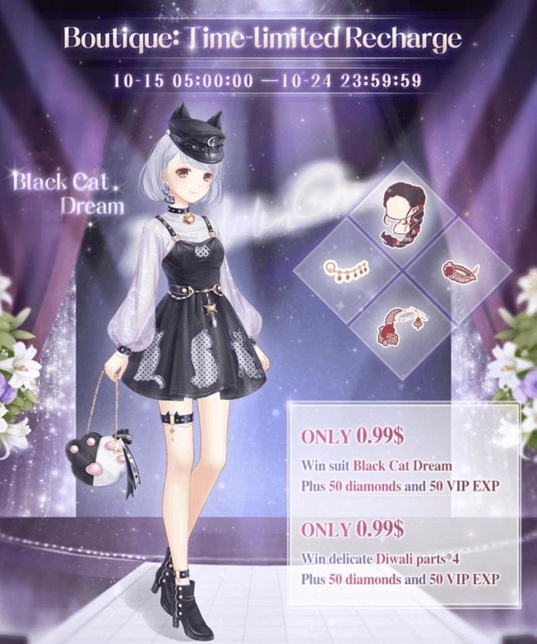 Boutique: Time-limited Recharge
10-15 05:00:00 —10-24 23:59:59
Black Cat
Dream
ONLY 0.99$
Win suit Black Cat Dream
Plus 50 diamonds and 50 VIP EXP
ONLY 0.99$
Win delicate Diwali parts*4
Plus 50 diamonds and 50 VIP EXP